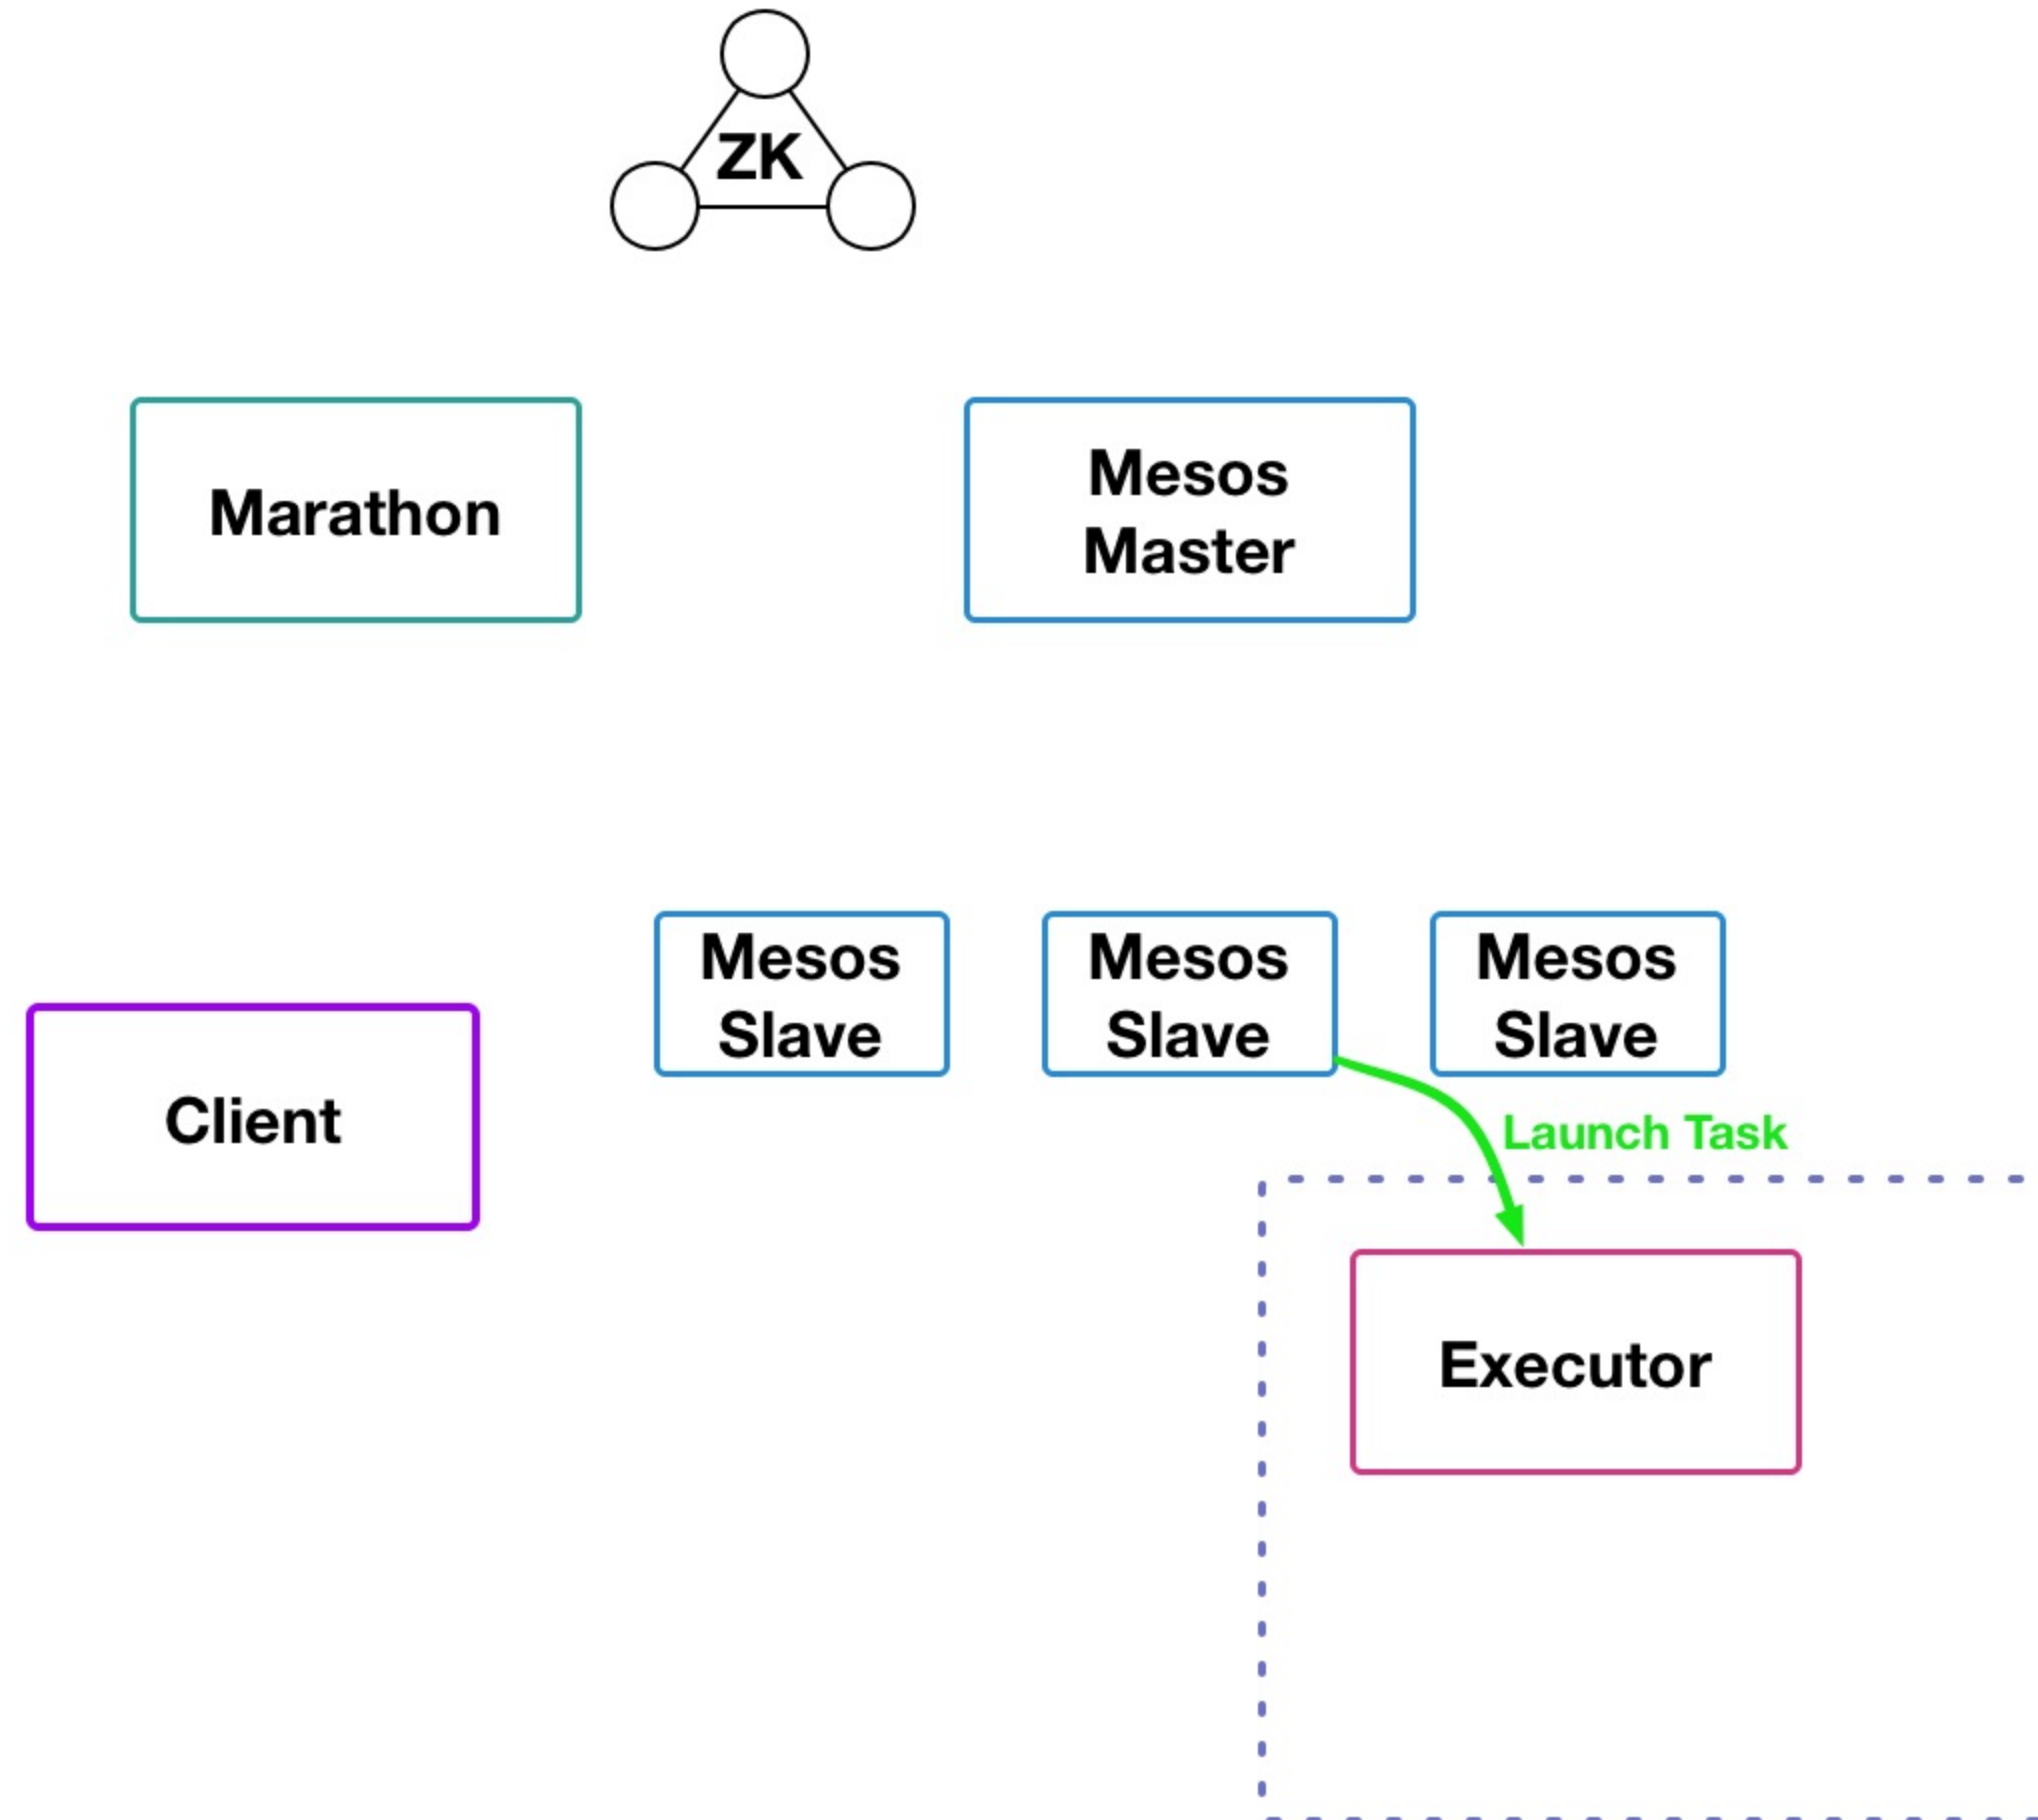 ZK
Marathon
Mesos
Master
Mesos
Slave
Mesos
Slave
Mesos
Slave
Client
Launch Task
Executor